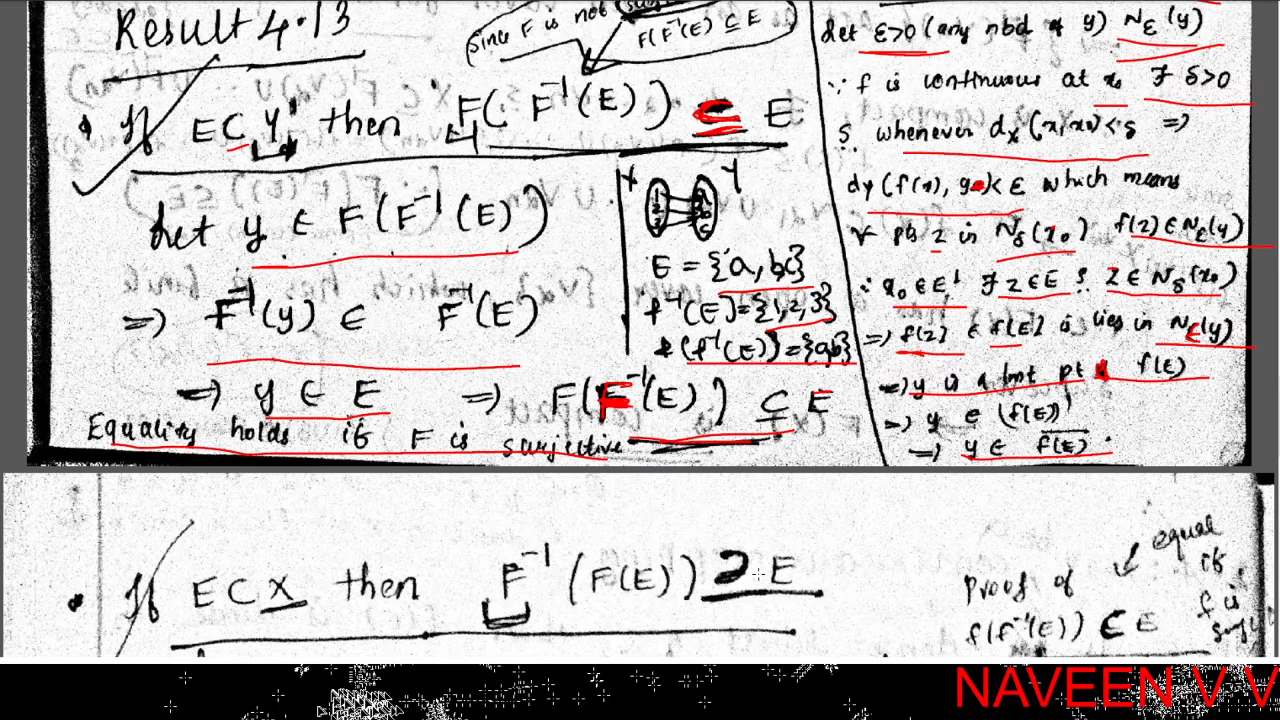 Result 4.13
Since F is not
F(F⁻¹(E) ⊆ E
If E ⊂ Y, then F( F⁻¹(E) ) ⊆ E
Let y ∈ F(F⁻¹(E))
=> F⁻¹(y) ∈ F⁻¹(E)
=> y ∈ E => F(F⁻¹(E)) ⊆ E
Equality holds if F is surjective
X Y
E = {a, b, c}
f⁻¹(E) = {1, 2, 3}
f(f⁻¹(E)) = {a, b}
let ε>0 (any nbd of y) N_ε(y)
∵ f is continuous at x₀ ∃ δ>0
whenever d_X(x, x₀) < δ =>
d_Y(f(x), y) < ε which means
∀ pts z in N_δ(x₀) f(z) ∈ N_ε(y)
∵ x₀ ∈ E' ∃ z ∈ E z ∈ N_δ(x₀)
=> f(z) ∈ f(E) is lies in N_ε(y)
=> y is a lmt pt f(E)
=> y ∈ (f(E))'
=> y ∈ f(E)
If E ⊂ X then F⁻¹(F(E)) ⊇ E
Proof of
f(f⁻¹(E)) ⊂ E
equal
if
f is
NAVEEN V V